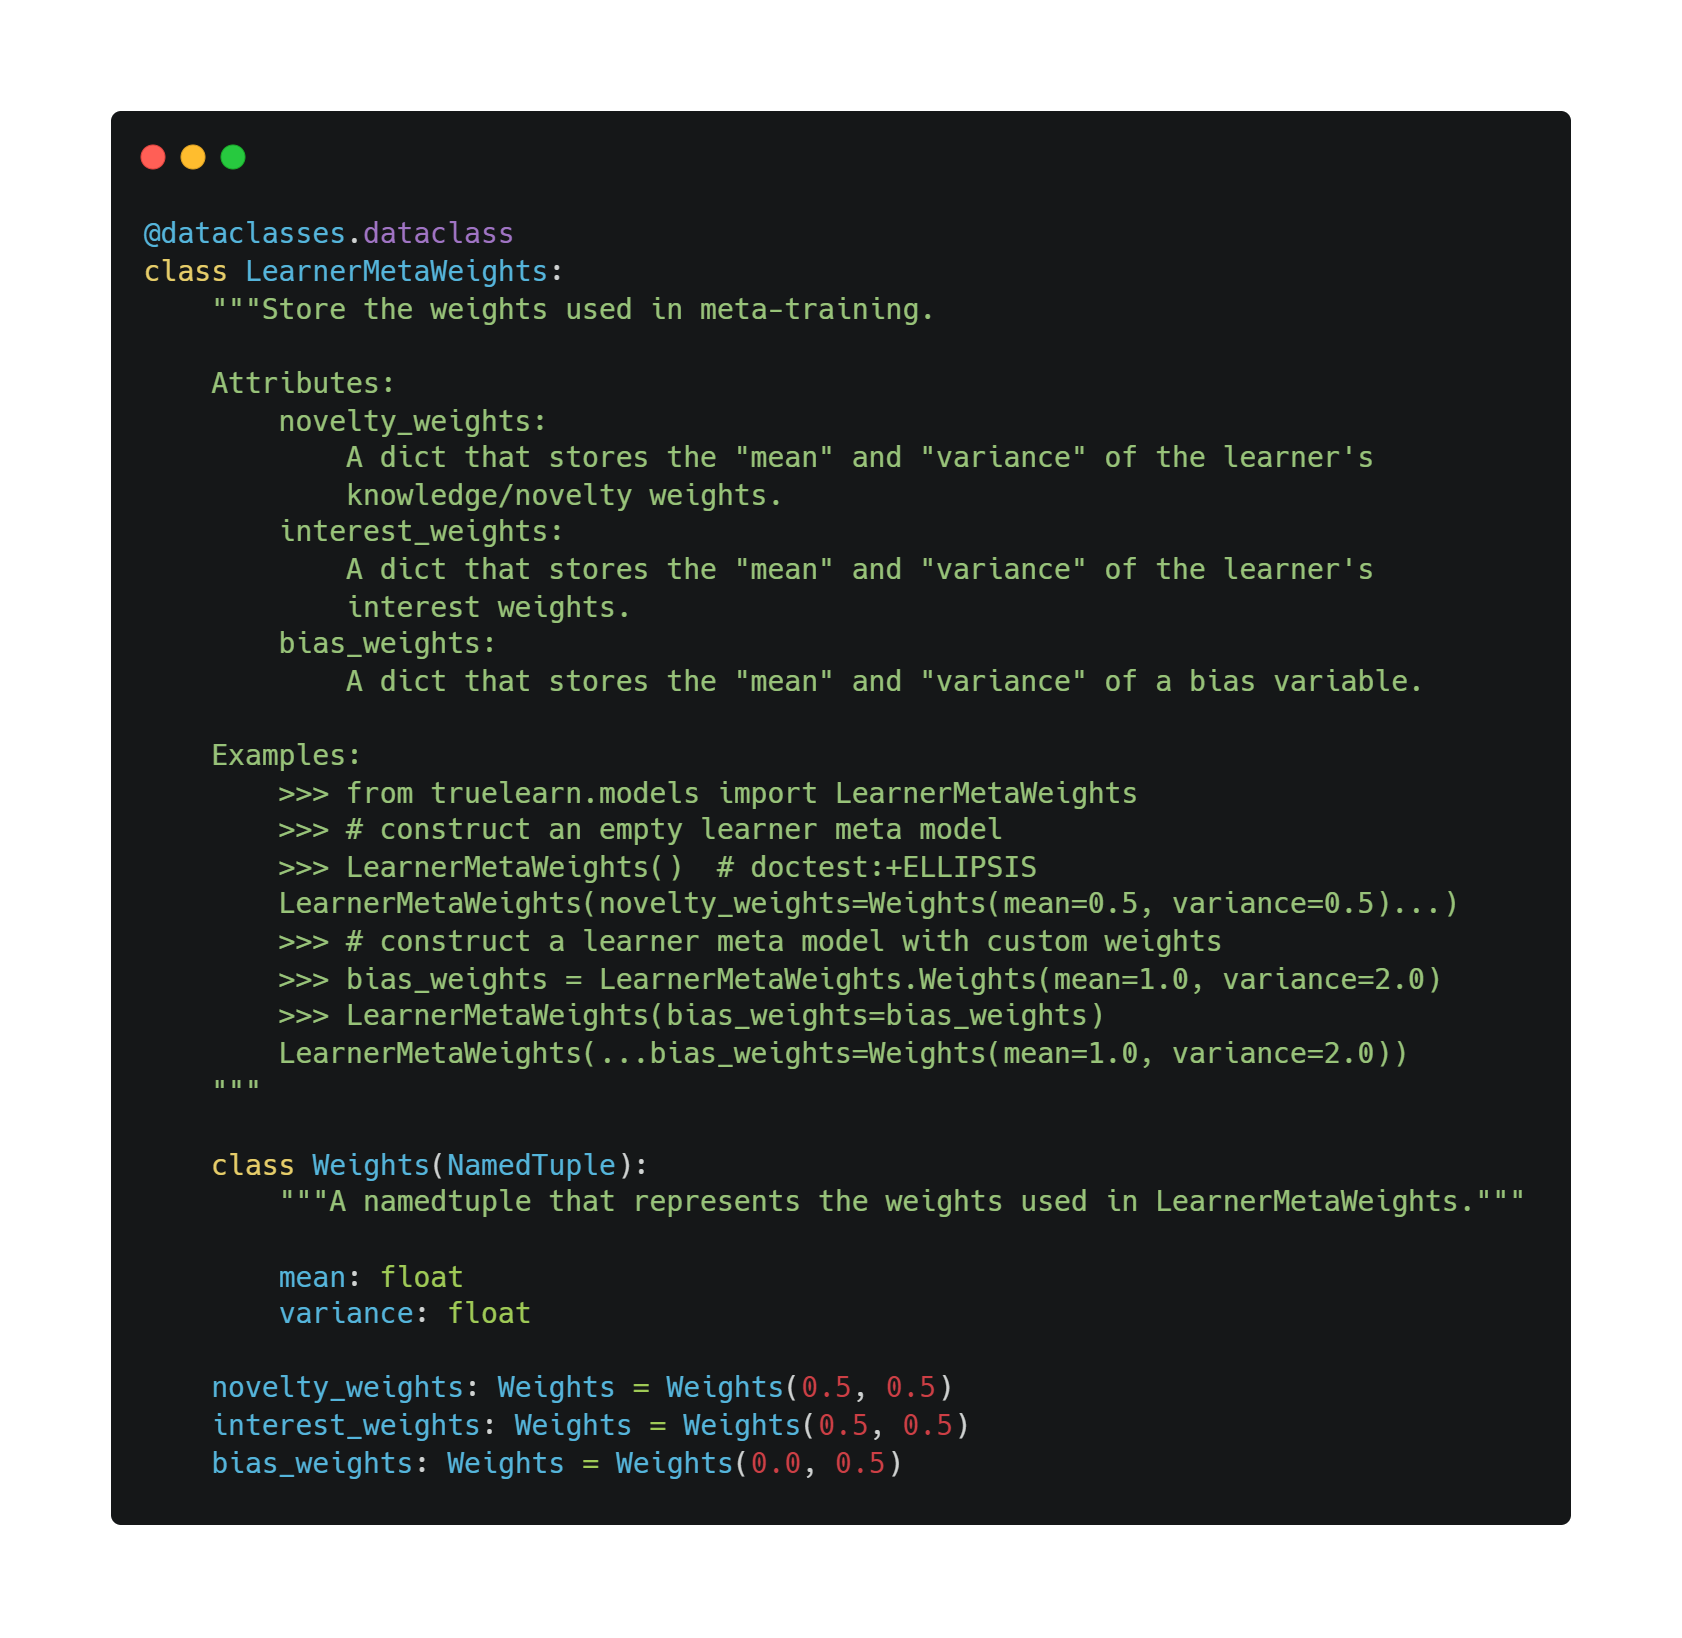 @dataclasses.dataclass
class LearnerMetaWeights:
    """Store the weights used in meta-training.

    Attributes:
        novelty_weights:
            A dict that stores the "mean" and "variance" of the learner's
            knowledge/novelty weights.
        interest_weights:
            A dict that stores the "mean" and "variance" of the learner's
            interest weights.
        bias_weights:
            A dict that stores the "mean" and "variance" of a bias variable.

    Examples:
        >>> from truelearn.models import LearnerMetaWeights
        >>> # construct an empty learner meta model
        >>> LearnerMetaWeights()  # doctest:+ELLIPSIS
        LearnerMetaWeights(novelty_weights=Weights(mean=0.5, variance=0.5)...)
        >>> # construct a learner meta model with custom weights
        >>> bias_weights = LearnerMetaWeights.Weights(mean=1.0, variance=2.0)
        >>> LearnerMetaWeights(bias_weights=bias_weights)
        LearnerMetaWeights(...bias_weights=Weights(mean=1.0, variance=2.0))
    """

    class Weights(NamedTuple):
        """A namedtuple that represents the weights used in LearnerMetaWeights."""

        mean: float
        variance: float

    novelty_weights: Weights = Weights(0.5, 0.5)
    interest_weights: Weights = Weights(0.5, 0.5)
    bias_weights: Weights = Weights(0.0, 0.5)